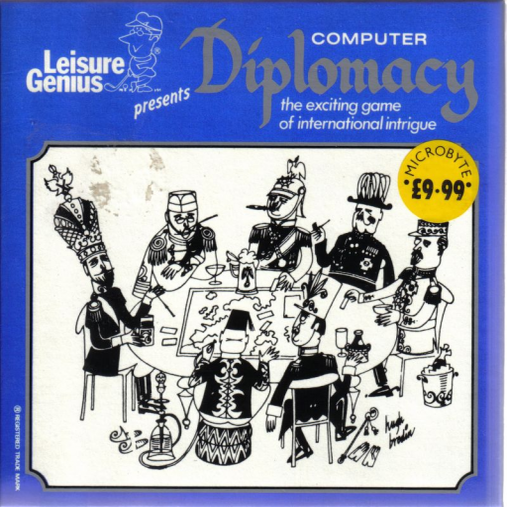 Leisure
Genius
presents
COMPUTER
Diplomacy
the exciting game
of international intrigue
MICROBYTE
£9·99
® REGISTERED TRADE MARK